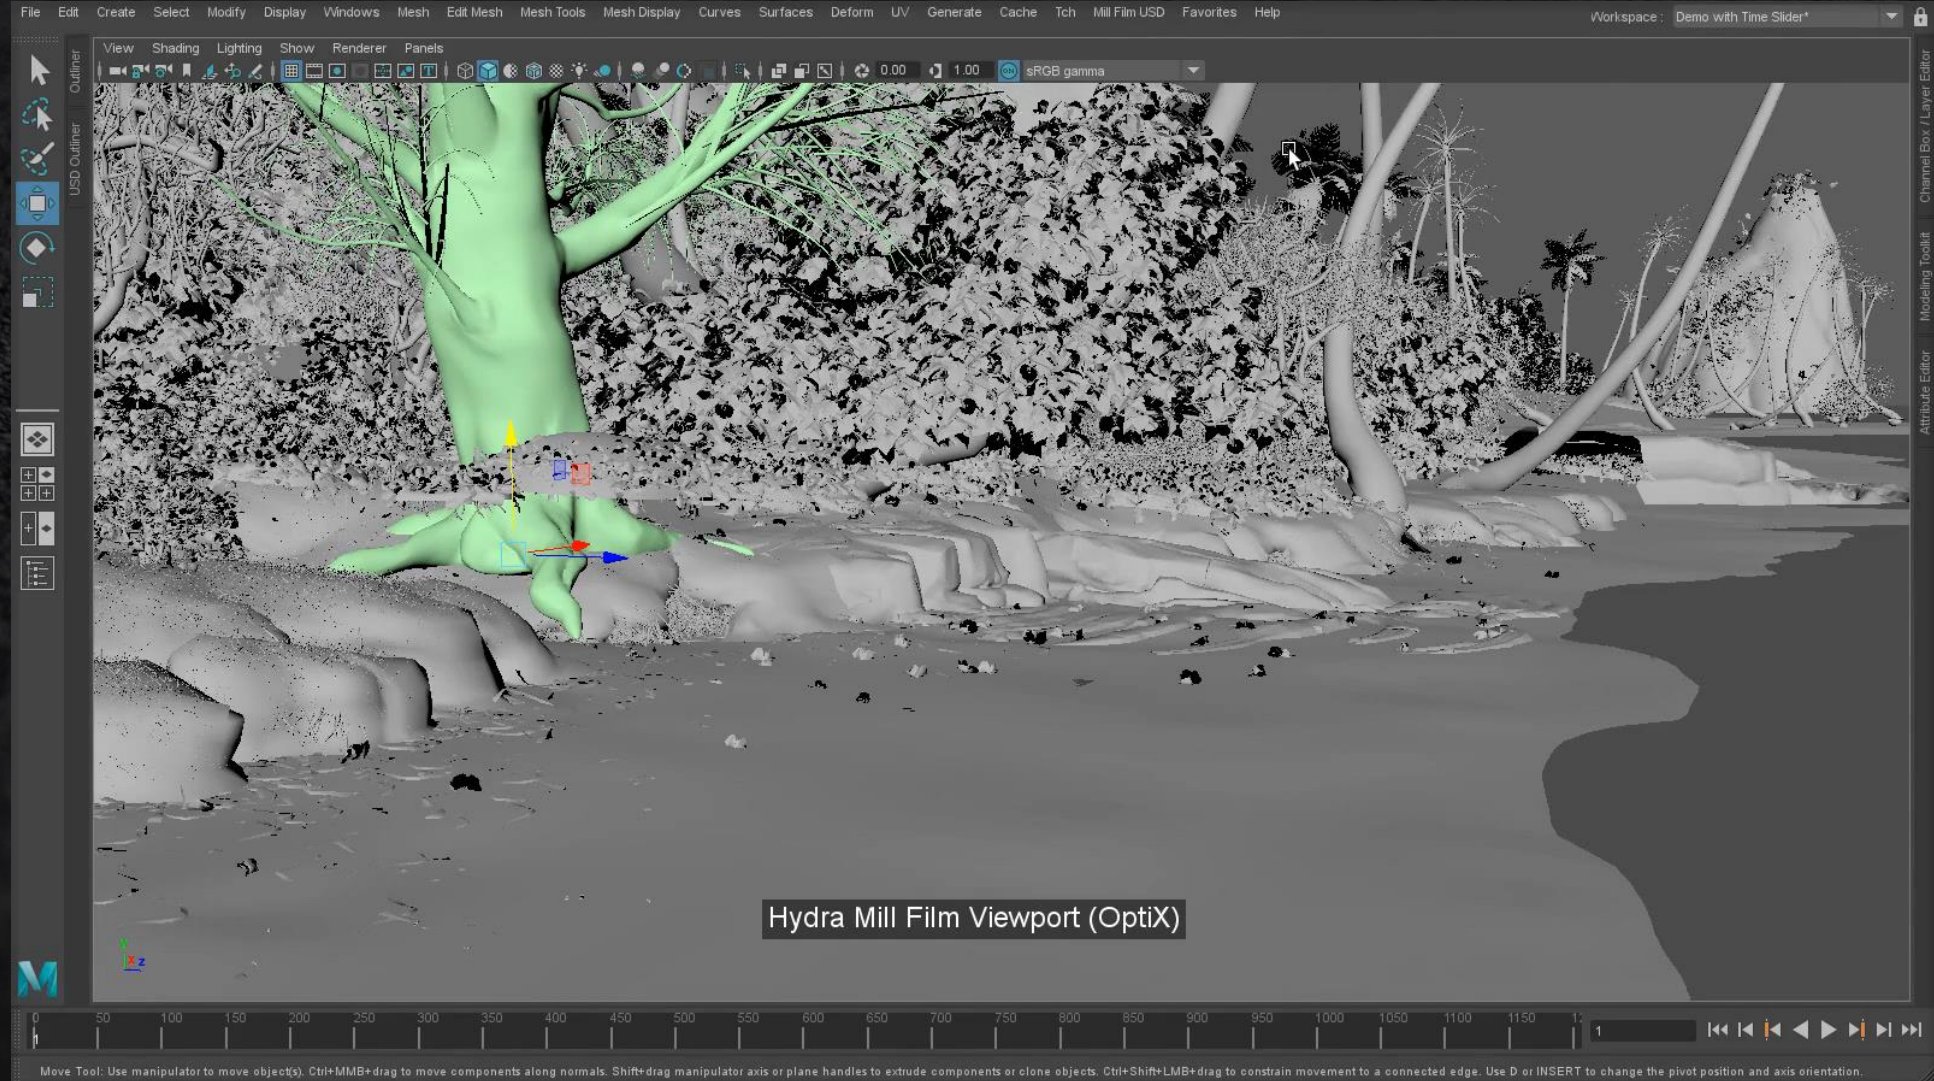 File Edit Create Select Modify Display Windows Mesh Edit Mesh Mesh Tools Mesh Display Curves Surfaces Deform UV Generate Cache Tch Mill Film USD Favorites Help
Workspace : Demo with Time Slider*
View Shading Lighting Show Renderer Panels
0.00 1.00 ON sRGB gamma
Outliner
USD Outliner
Channel Box / Layer Editor
Modeling Toolkit
Attribute Editor
Hydra Mill Film Viewport (OptiX)
Y X Z
M
0 50 100 150 200 250 300 350 400 450 500 550 600 650 700 750 800 850 900 950 1000 1050 1100 1150
1
1
Move Tool: Use manipulator to move object(s). Ctrl+MMB+drag to move components along normals. Shift+drag manipulator axis or plane handles to extrude components or clone objects. Ctrl+Shift+LMB+drag to constrain movement to a connected edge. Use D or INSERT to change the pivot position and axis orientation.